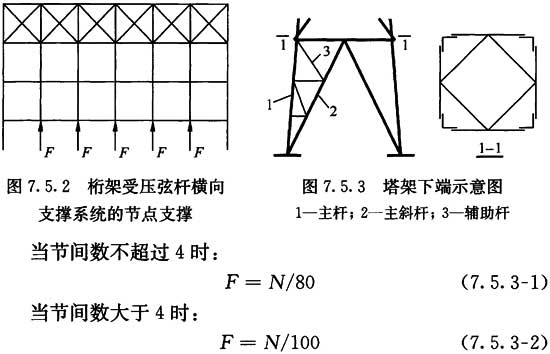 F F F F F
1 1
3
1 2
1-1
图 7.5.2 桁架受压弦杆横向
支撑系统的节点支撑
图 7.5.3 塔架下端示意图
1—主杆；2—主斜杆；3—辅助杆
当节间数不超过 4 时：
F = N/80 (7.5.3-1)
当节间数大于 4 时：
F = N/100 (7.5.3-2)